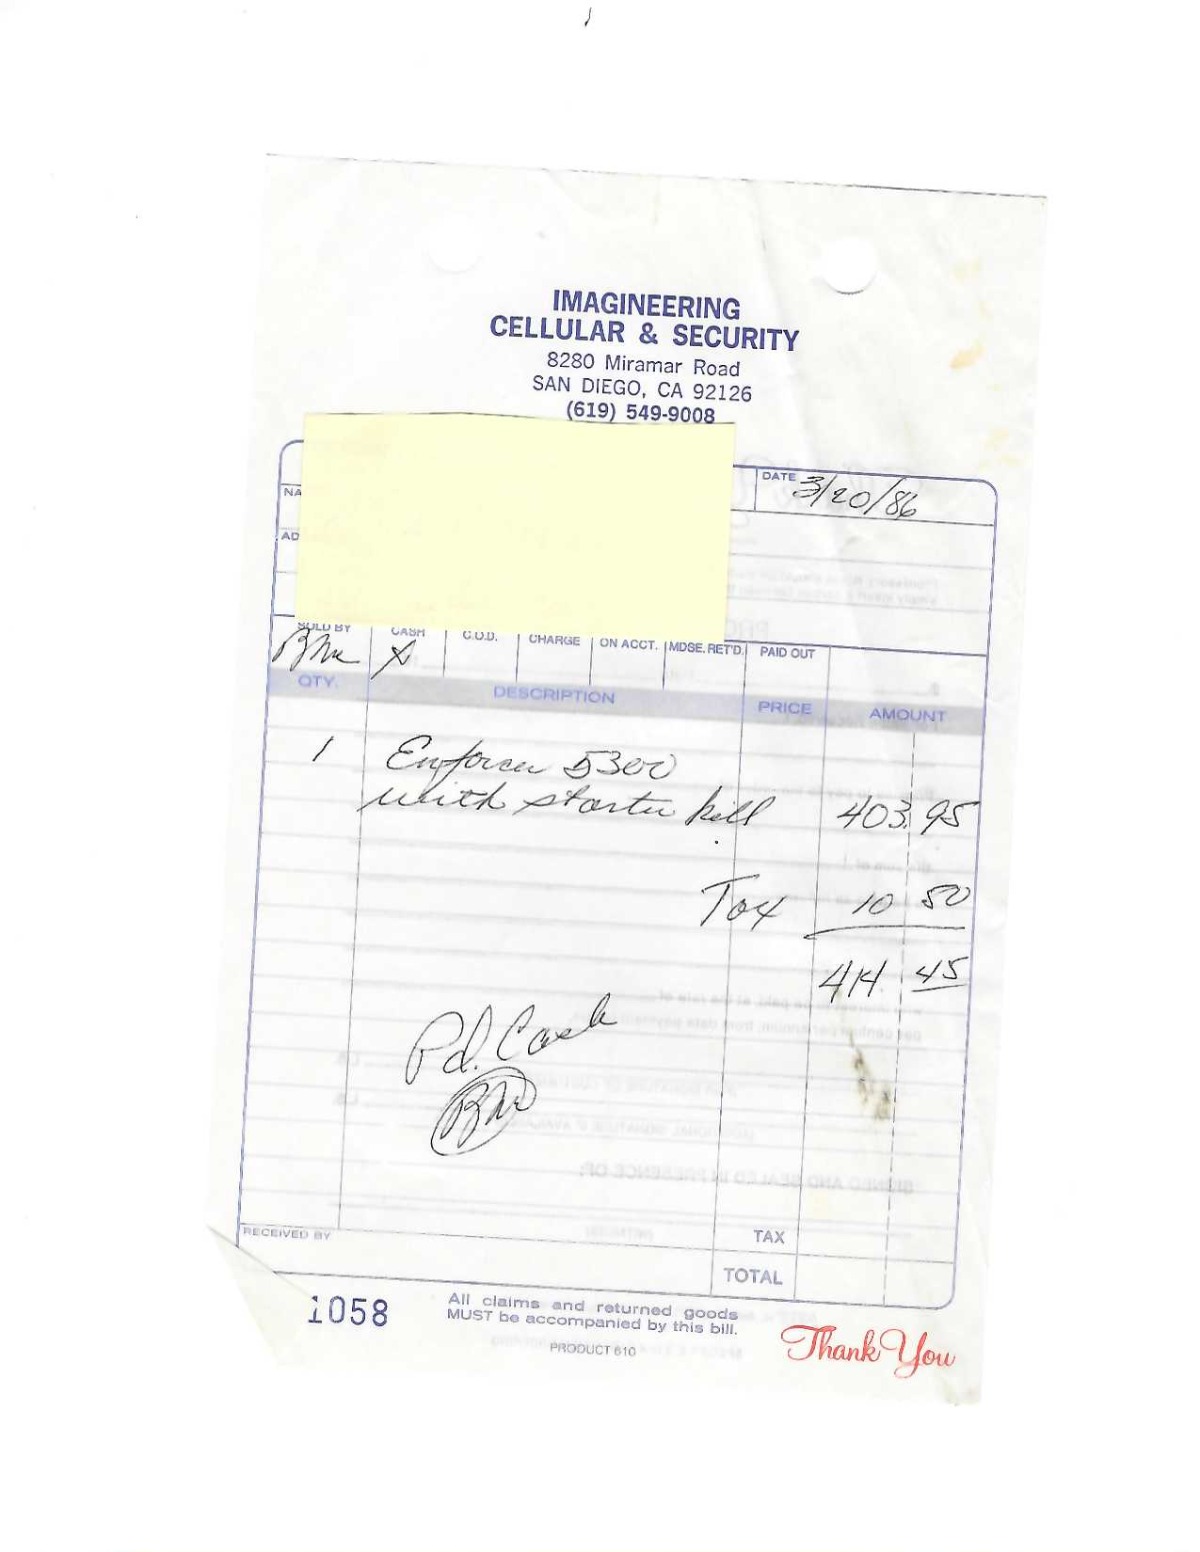 IMAGINEERING
CELLULAR & SECURITY
8280 Miramar Road
SAN DIEGO, CA 92126
(619) 549-9008
DATE 3/20/86
NA
AD
SOLD BY CASH C.O.D. CHARGE ON ACCT. MDSE. RET'D. PAID OUT
X
QTY. DESCRIPTION PRICE AMOUNT
1 Enforcer 5300
with starter kill 403.95
Tax 10 50
414 45
Pd. Cash
RECEIVED BY
TAX
TOTAL
1058
All claims and returned goods
MUST be accompanied by this bill.
PRODUCT 610
Thank You